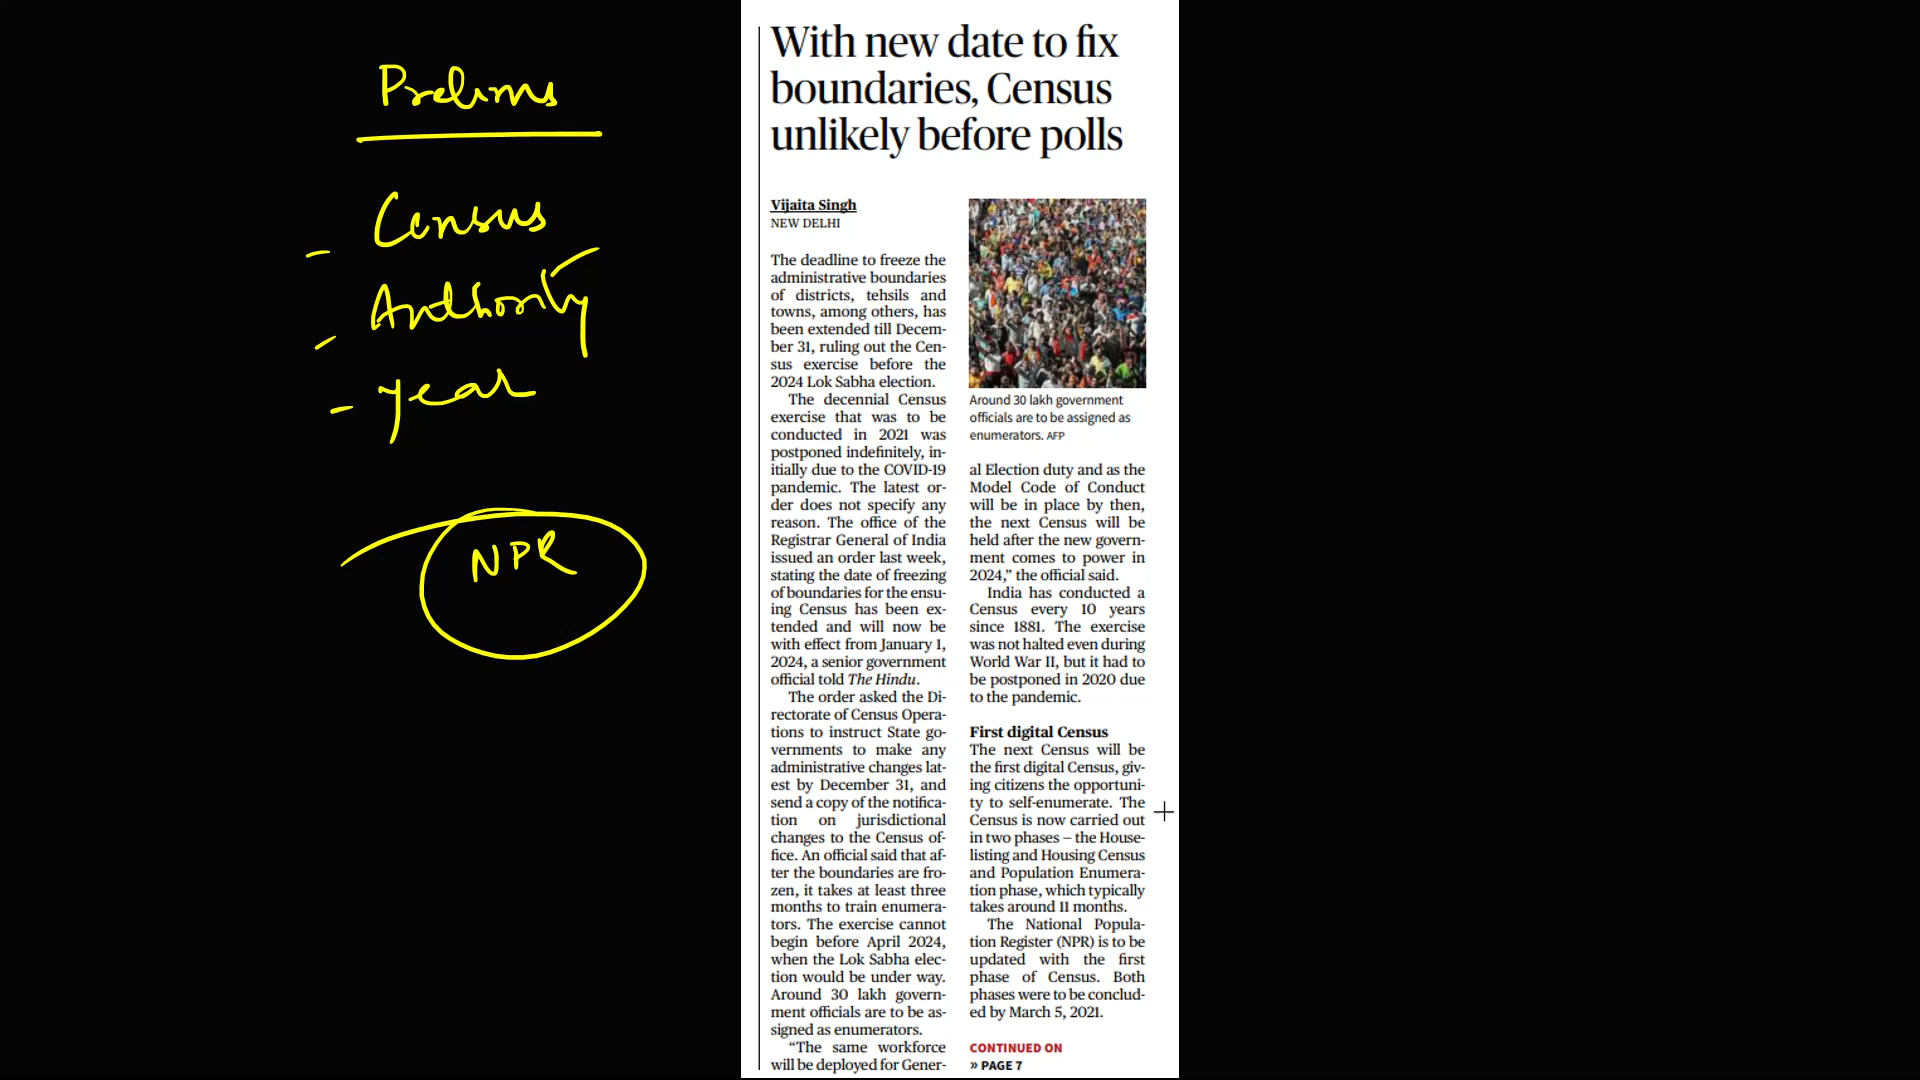 Prelims
- Census
- Authority
- year
NPR
With new date to fix
boundaries, Census
unlikely before polls
Vijaita Singh
NEW DELHI
The deadline to freeze the
administrative boundaries
of districts, tehsils and
towns, among others, has
been extended till Decem-
ber 31, ruling out the Cen-
sus exercise before the
2024 Lok Sabha election.
The decennial Census
exercise that was to be
conducted in 2021 was
postponed indefinitely, in-
itially due to the COVID-19
pandemic. The latest or-
der does not specify any
reason. The office of the
Registrar General of India
issued an order last week,
stating the date of freezing
of boundaries for the ensu-
ing Census has been ex-
tended and will now be
with effect from January 1,
2024, a senior government
official told The Hindu.
The order asked the Di-
rectorate of Census Opera-
tions to instruct State go-
vernments to make any
administrative changes lat-
est by December 31, and
send a copy of the notifica-
tion on jurisdictional
changes to the Census of-
fice. An official said that af-
ter the boundaries are fro-
zen, it takes at least three
months to train enumera-
tors. The exercise cannot
begin before April 2024,
when the Lok Sabha elec-
tion would be under way.
Around 30 lakh govern-
ment officials are to be as-
signed as enumerators.
“The same workforce
will be deployed for Gener-
Around 30 lakh government
officials are to be assigned as
enumerators. AFP
al Election duty and as the
Model Code of Conduct
will be in place by then,
the next Census will be
held after the new govern-
ment comes to power in
2024,” the official said.
India has conducted a
Census every 10 years
since 1881. The exercise
was not halted even during
World War II, but it had to
be postponed in 2020 due
to the pandemic.
First digital Census
The next Census will be
the first digital Census, giv-
ing citizens the opportuni-
ty to self-enumerate. The
Census is now carried out
in two phases – the House-
listing and Housing Census
and Population Enumera-
tion phase, which typically
takes around 11 months.
The National Popula-
tion Register (NPR) is to be
updated with the first
phase of Census. Both
phases were to be conclud-
ed by March 5, 2021.
CONTINUED ON
» PAGE 7